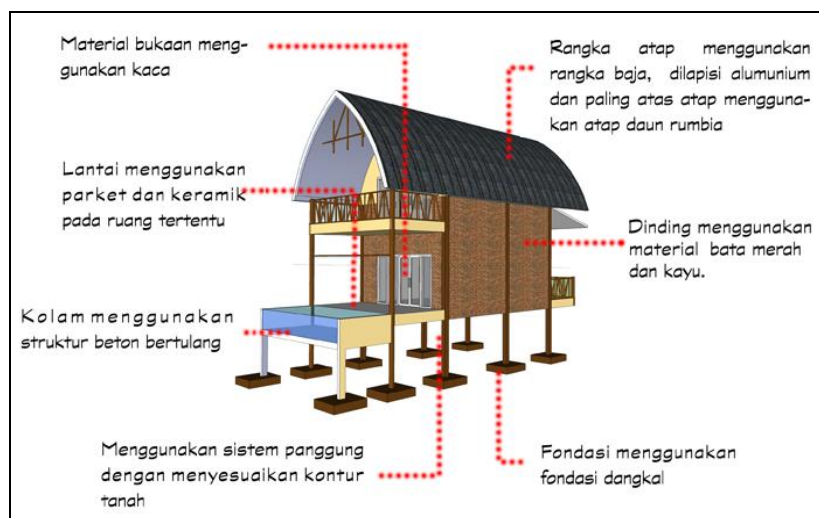 Material bukaan meng-
gunakan kaca
Rangka atap menggunakan
rangka baja, dilapisi alumunium
dan paling atas atap mengguna-
kan atap daun rumbia
Lantai menggunakan
parket dan keramik
pada ruang tertentu
Dinding menggunakan
material bata merah
dan kayu.
Kolam menggunakan
struktur beton bertulang
Menggunakan sistem panggung
dengan menyesuaikan kontur
tanah
Fondasi menggunakan
fondasi dangkal